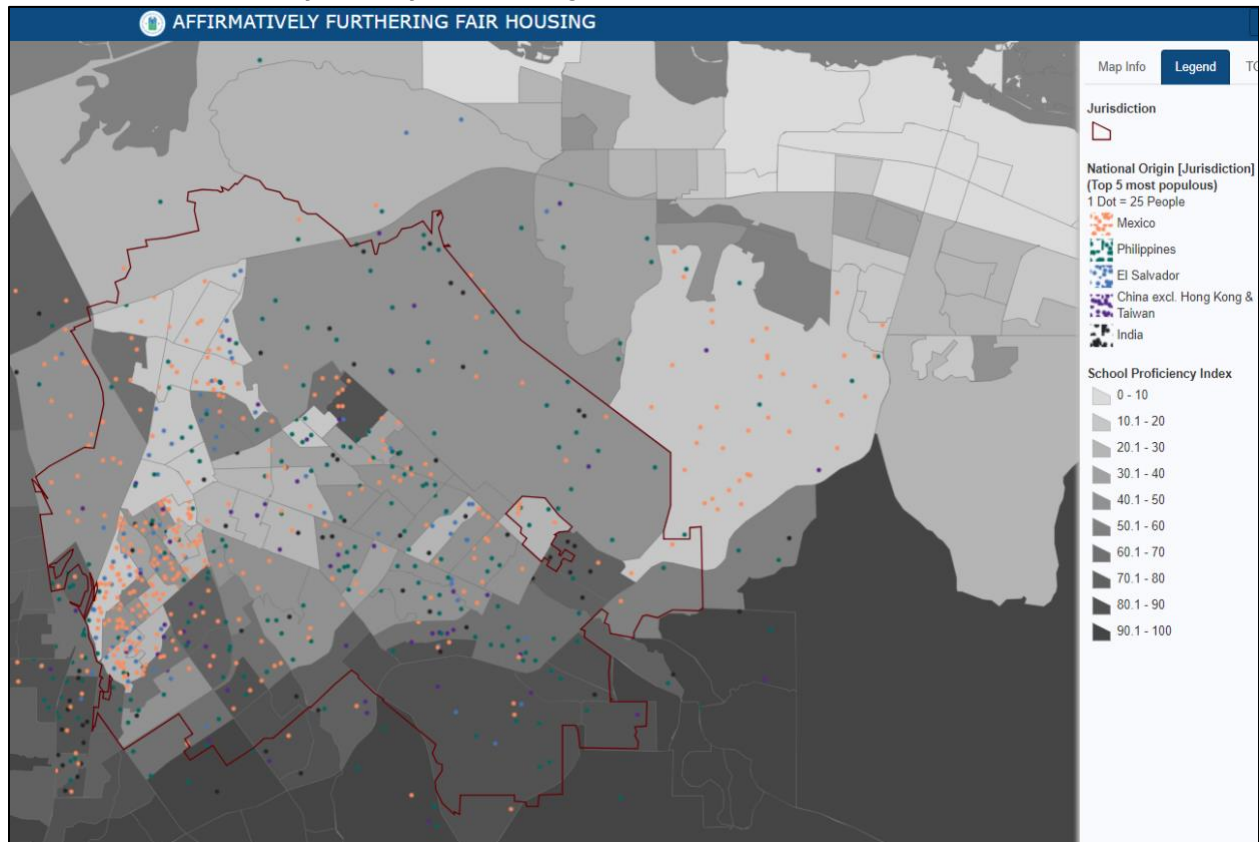 AFFIRMATIVELY FURTHERING FAIR HOUSING
Map Info Legend TC
Jurisdiction
National Origin [Jurisdiction]
(Top 5 most populous)
1 Dot = 25 People
Mexico
Philippines
El Salvador
China excl. Hong Kong &
Taiwan
India
School Proficiency Index
0 - 10
10.1 - 20
20.1 - 30
30.1 - 40
40.1 - 50
50.1 - 60
60.1 - 70
70.1 - 80
80.1 - 90
90.1 - 100